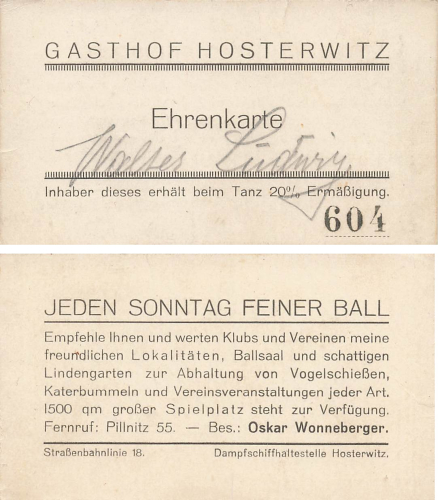 GASTHOF HOSTERWITZ
Ehrenkarte
Walter Ludwig
Inhaber dieses erhält beim Tanz 20% Ermäßigung.
604
JEDEN SONNTAG FEINER BALL
Empfehle Ihnen und werten Klubs und Vereinen meine
freundlichen Lokalitäten, Ballsaal und schattigen
Lindengarten zur Abhaltung von Vogelschießen,
Katerbummeln und Vereinsveranstaltungen jeder Art.
1500 qm großer Spielplatz steht zur Verfügung.
Fernruf: Pillnitz 55. — Bes.: Oskar Wonneberger.
Straßenbahnlinie 18. Dampfschiffhaltestelle Hosterwitz.